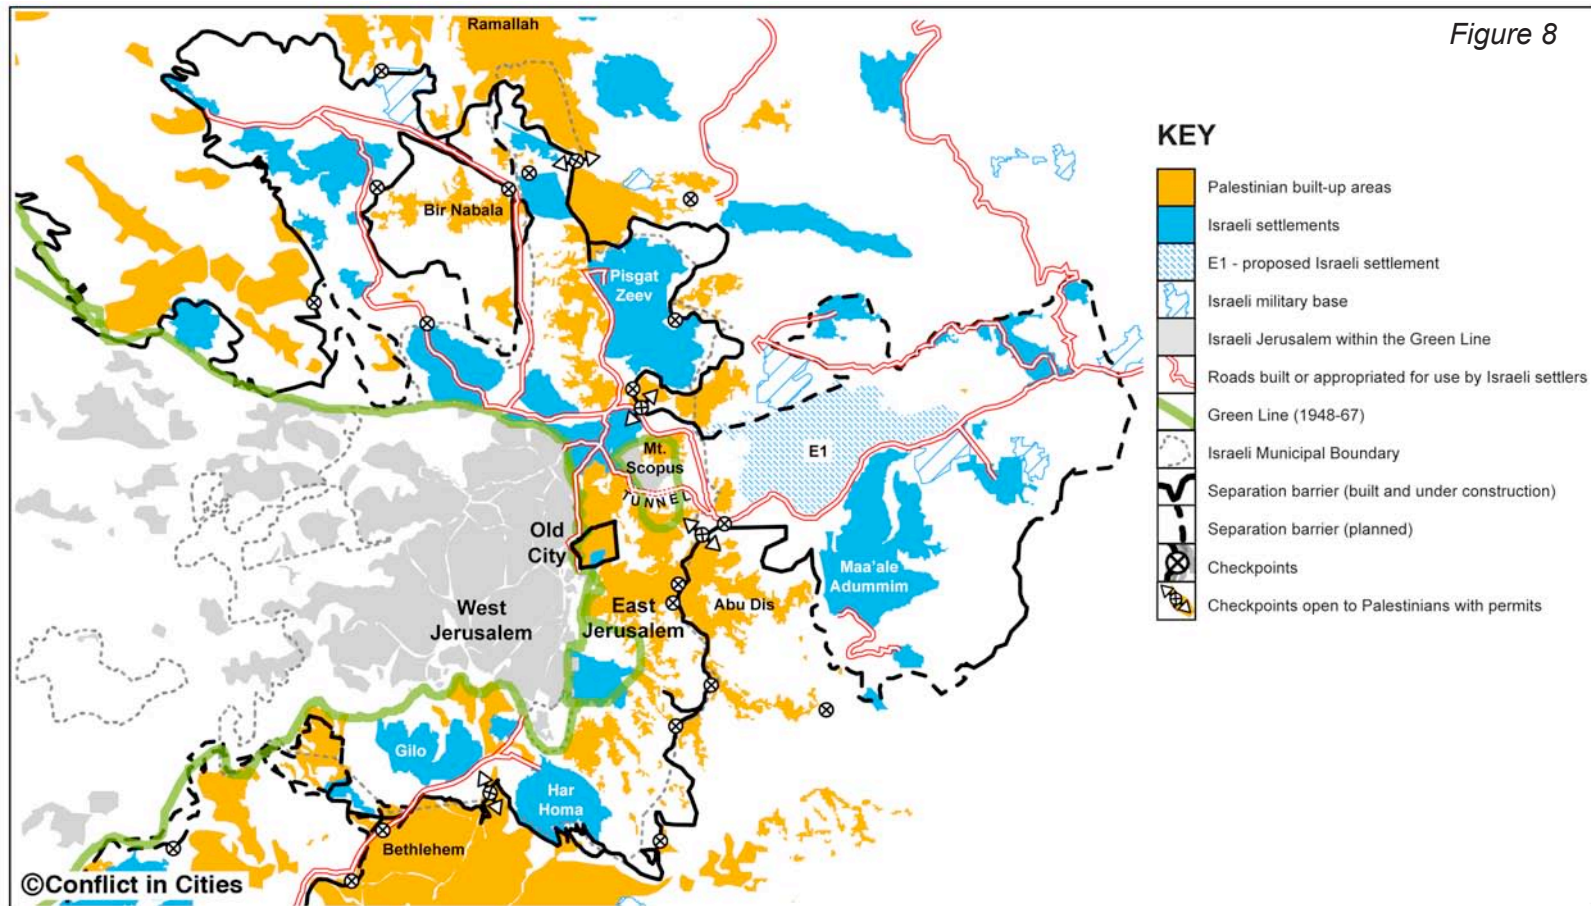 Figure 8
Ramallah
Bir Nabala
Pisgat
Zeev
E1
Mt.
Scopus
TUNNEL
Old
City
Maa'ale
Adummim
West
Jerusalem
East
Jerusalem
Abu Dis
Gilo
Har
Homa
Bethlehem
©Conflict in Cities
KEY
Palestinian built-up areas
Israeli settlements
E1 - proposed Israeli settlement
Israeli military base
Israeli Jerusalem within the Green Line
Roads built or appropriated for use by Israeli settlers
Green Line (1948-67)
Israeli Municipal Boundary
Separation barrier (built and under construction)
Separation barrier (planned)
Checkpoints
Checkpoints open to Palestinians with permits